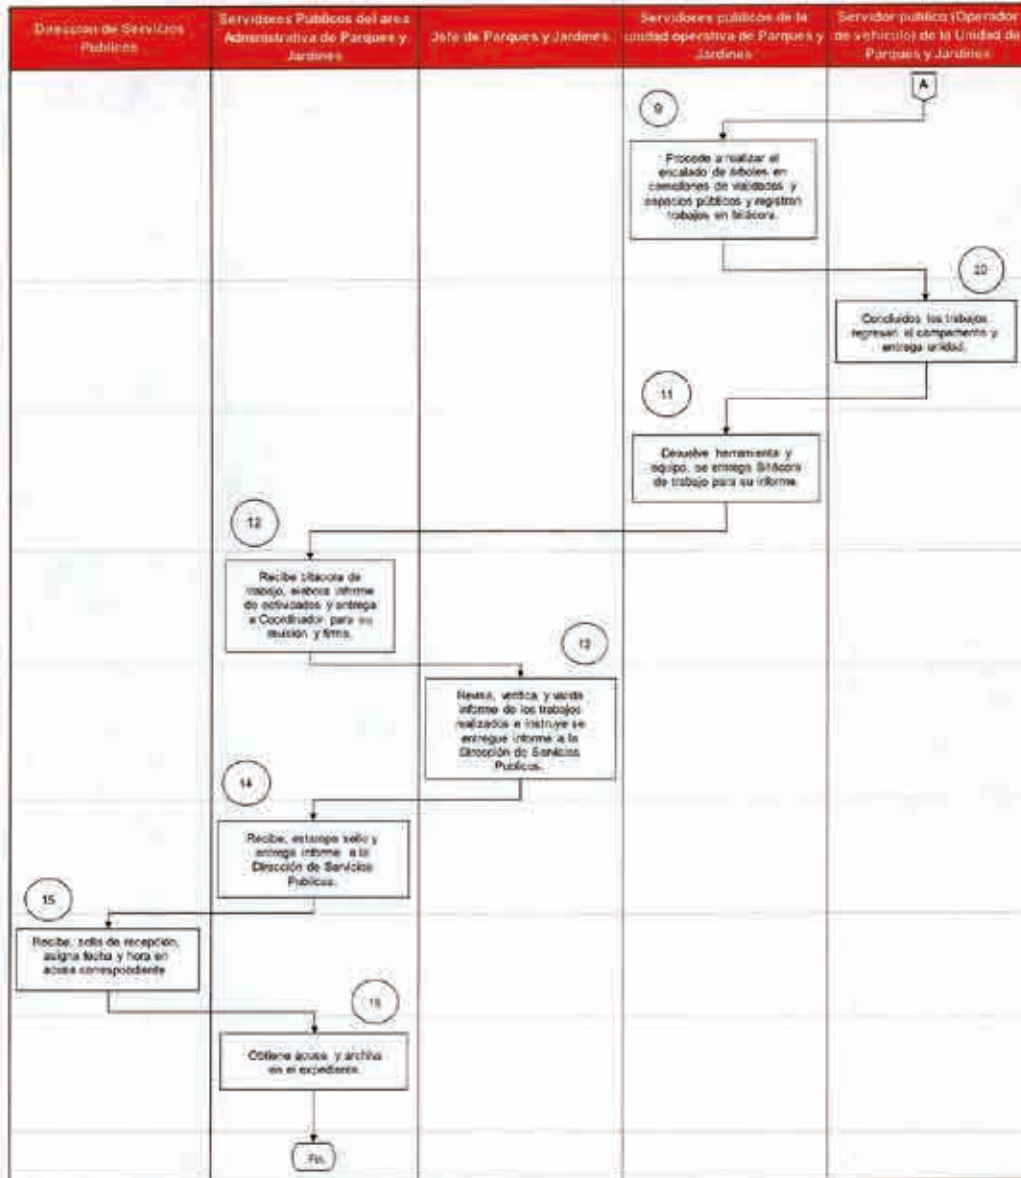 Dirección de Servicios
Públicos
Servidores Públicos del área
Administrativa de Parques y
Jardines
Jefe de Parques y Jardines
Servidores públicos de la
unidad operativa de Parques y
Jardines
Servidor público (Operador
de vehículo) de la Unidad de
Parques y Jardines
A
9
Procede a realizar el
encalado de árboles en
camellones de vialidades y
espacios públicos y registran
trabajos en bitácora.
10
Concluidos los trabajos
regresan al campamento y
entrega unidad.
11
Devuelve herramienta y
equipo, se entrega Bitácora
de trabajo para su informe.
12
Recibe bitácora de
trabajo, elabora informe
de actividades y entrega
a Coordinador para su
revisión y firma.
13
Revisa, verifica y valida
informe de los trabajos
realizados e instruye se
entregue informe a la
Dirección de Servicios
Públicos.
14
Recibe, estampa sello y
entrega informe a la
Dirección de Servicios
Públicos.
15
Recibe, sello de recepción,
asigna fecha y hora en
acuse correspondiente
16
Obtiene acuse y archiva
en el expediente.
Fin